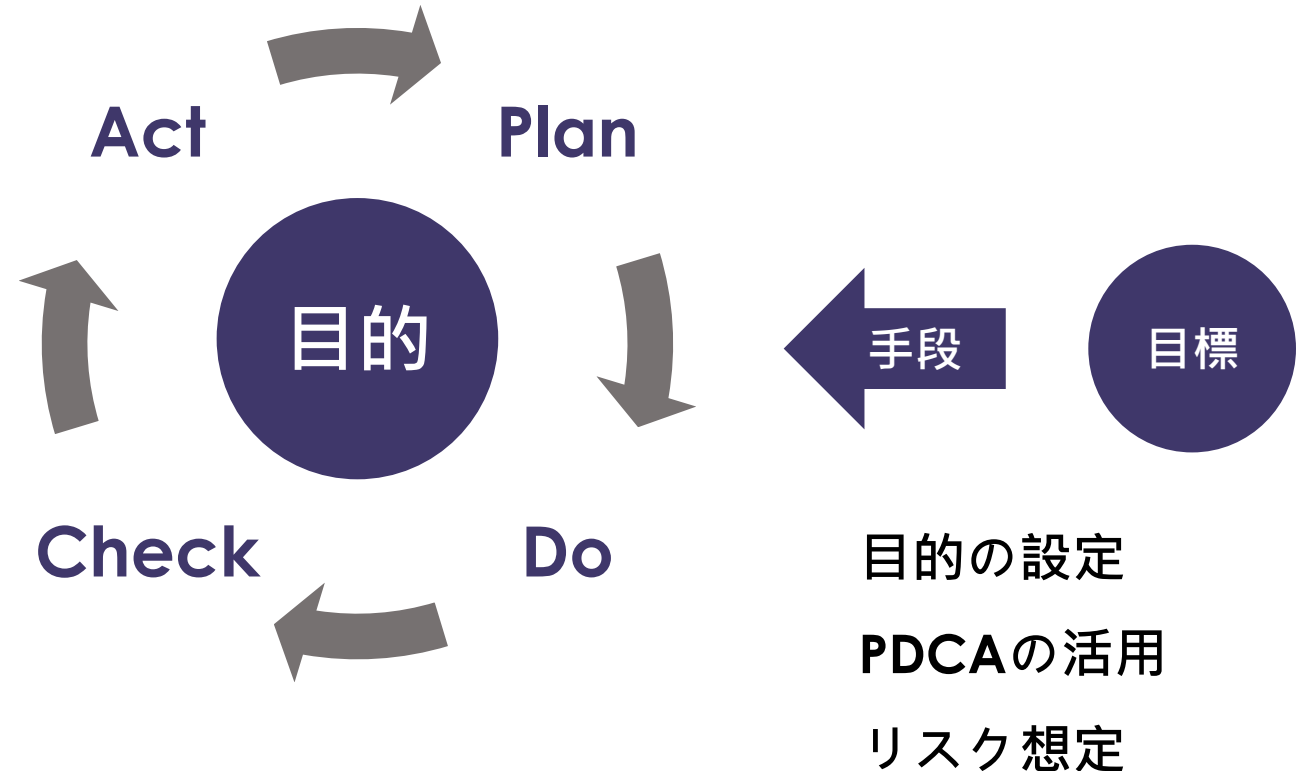 Act
Plan
目的
手段
目標
Check
Do
目的の設定
PDCAの活用
リスク想定